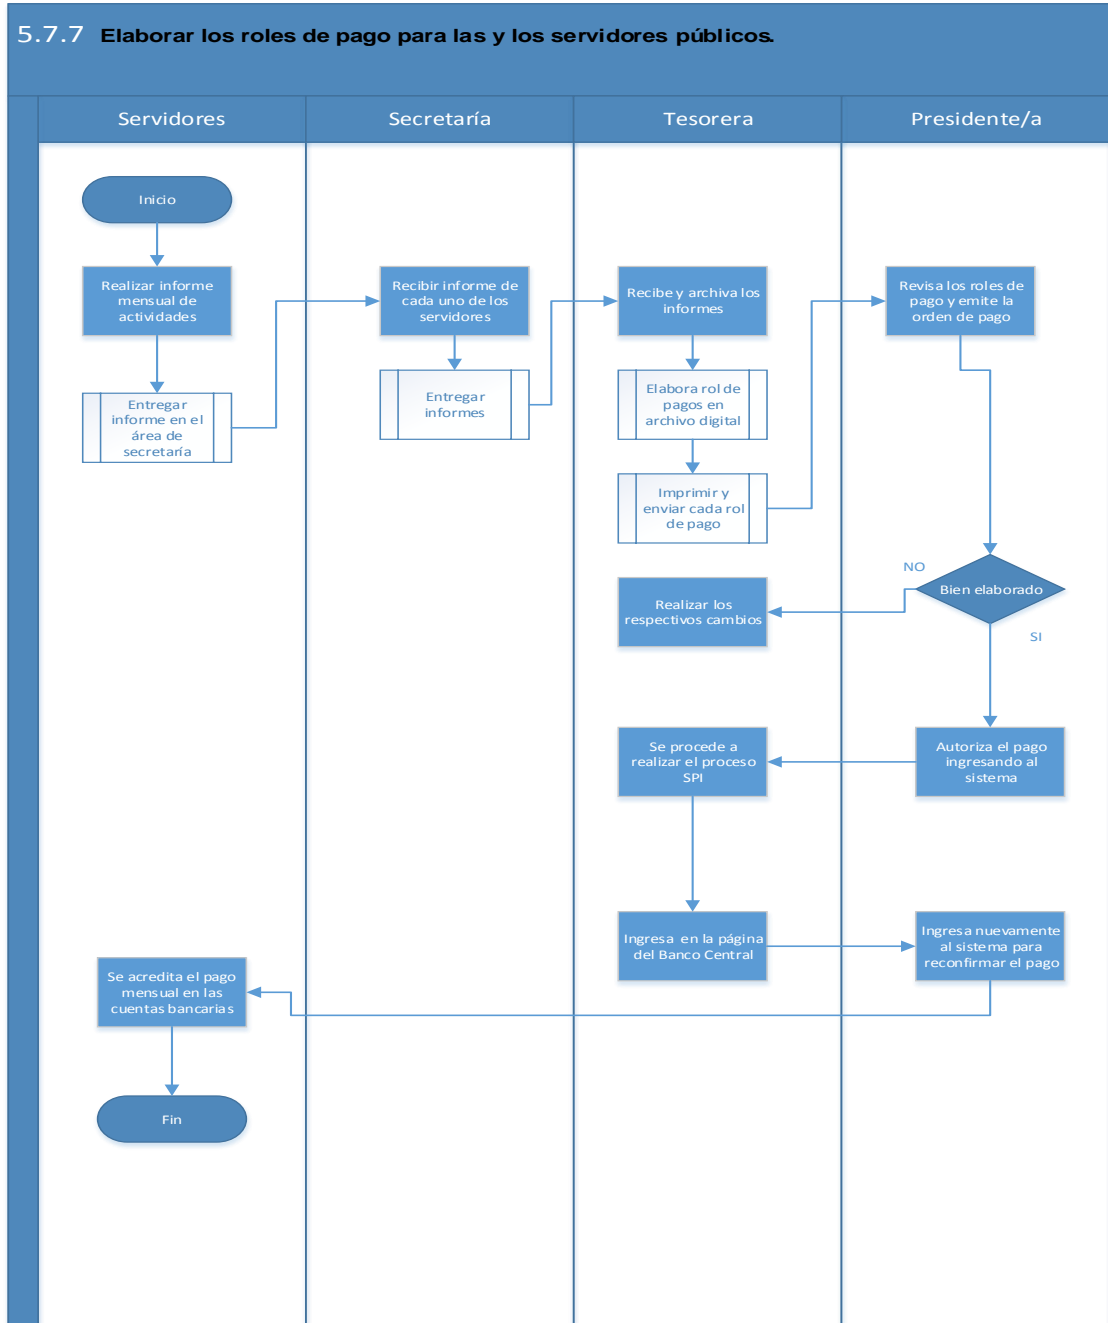 5.7.7 Elaborar los roles de pago para las y los servidores públicos.
Servidores
Secretaría
Tesorera
Presidente/a
Inicio
Realizar informe
mensual de
actividades
Recibir informe de
cada uno de los
servidores
Recibe y archiva los
informes
Revisa los roles de
pago y emite la
orden de pago
Entregar
informe en el
área de
secretaría
Entregar
informes
Elabora rol de
pagos en
archivo digital
Imprimir y
enviar cada rol
de pago
NO
Bien elaborado
Realizar los
respectivos cambios
SI
Se procede a
realizar el proceso
SPI
Autoriza el pago
ingresando al
sistema
Ingresa en la página
del Banco Central
Ingresa nuevamente
al sistema para
reconfirmar el pago
Se acredita el pago
mensual en las
cuentas bancarias
Fin